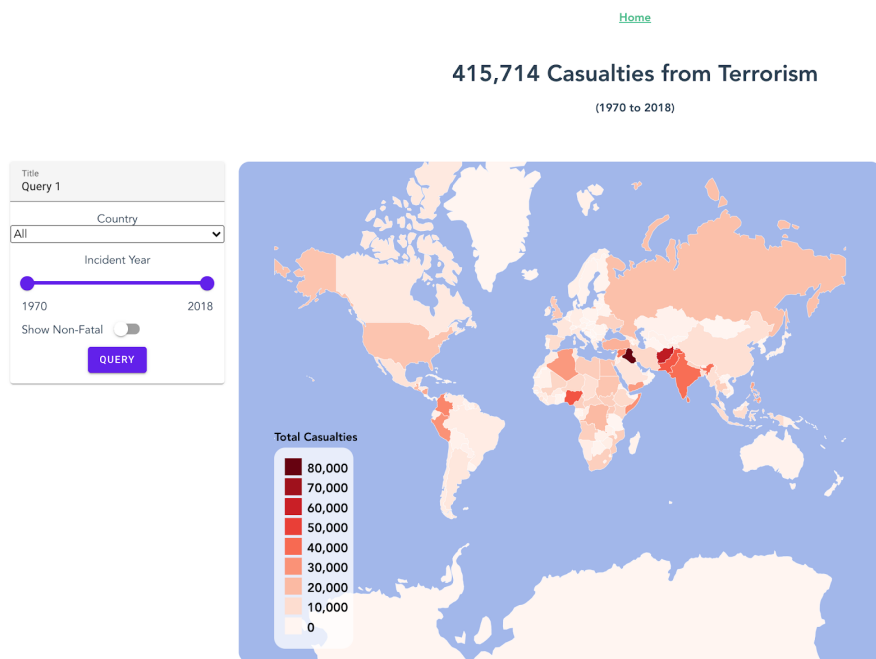 Home
415,714 Casualties from Terrorism
(1970 to 2018)
Title
Query 1
Country
All
Incident Year
1970 2018
Show Non-Fatal
QUERY
Total Casualties
80,000
70,000
60,000
50,000
40,000
30,000
20,000
10,000
0